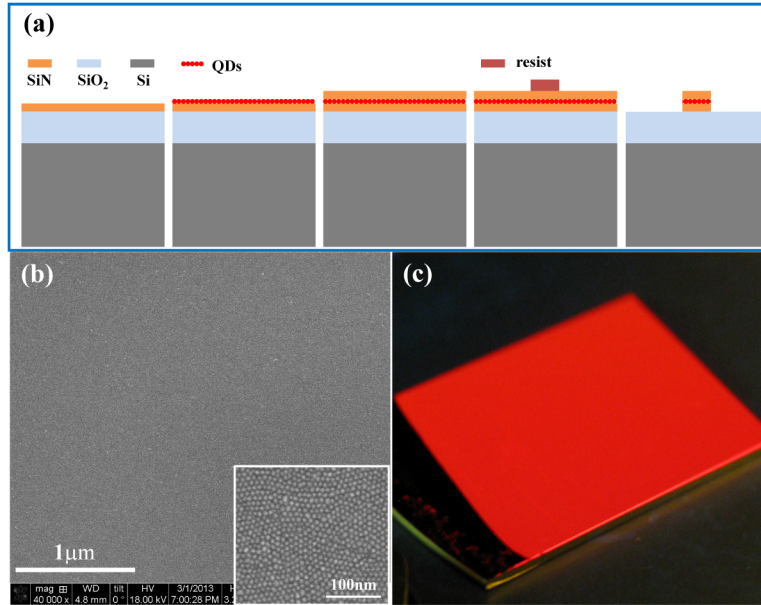 (a)
QDs
resist
SiN
SiO₂
Si
(b)
(c)
1μm
100nm
mag
WD
tilt
HV
3/1/2013
40 000 x
4.8 mm
0°
18.00 kV
7:00:28 PM